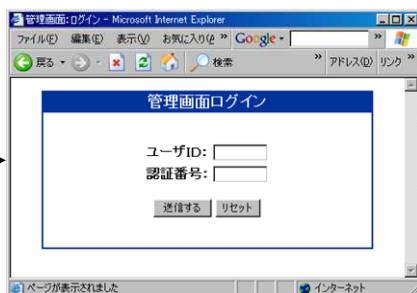 管理画面:ログイン - Microsoft Internet Explorer
ファイル(F) 編集(E) 表示(V) お気に入り(A » Google - »
戻る 検索 » アドレス(D) リンク »
管理画面ログイン
ユーザID:
認証番号:
送信する リセット
ページが表示されました インターネット